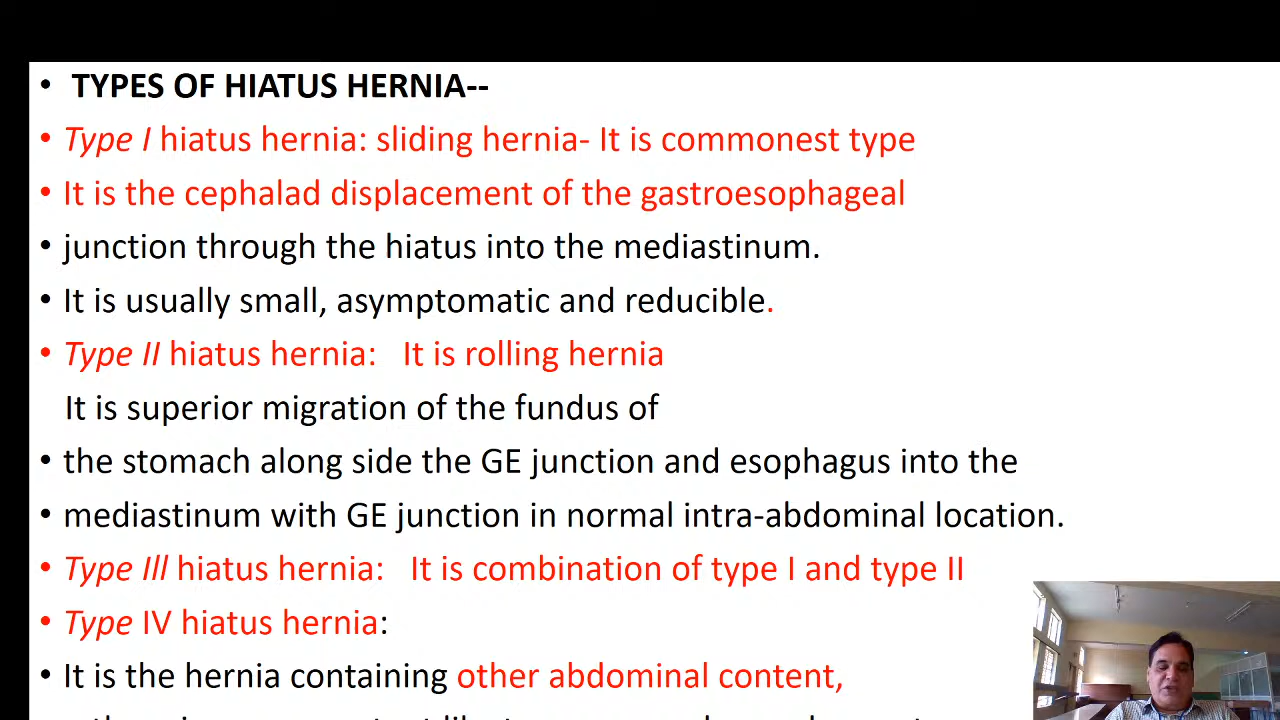 • TYPES OF HIATUS HERNIA--
• Type I hiatus hernia: sliding hernia- It is commonest type
• It is the cephalad displacement of the gastroesophageal
• junction through the hiatus into the mediastinum.
• It is usually small, asymptomatic and reducible.
• Type II hiatus hernia: It is rolling hernia
It is superior migration of the fundus of
• the stomach along side the GE junction and esophagus into the
• mediastinum with GE junction in normal intra-abdominal location.
• Type Ill hiatus hernia: It is combination of type I and type II
• Type IV hiatus hernia:
• It is the hernia containing other abdominal content,